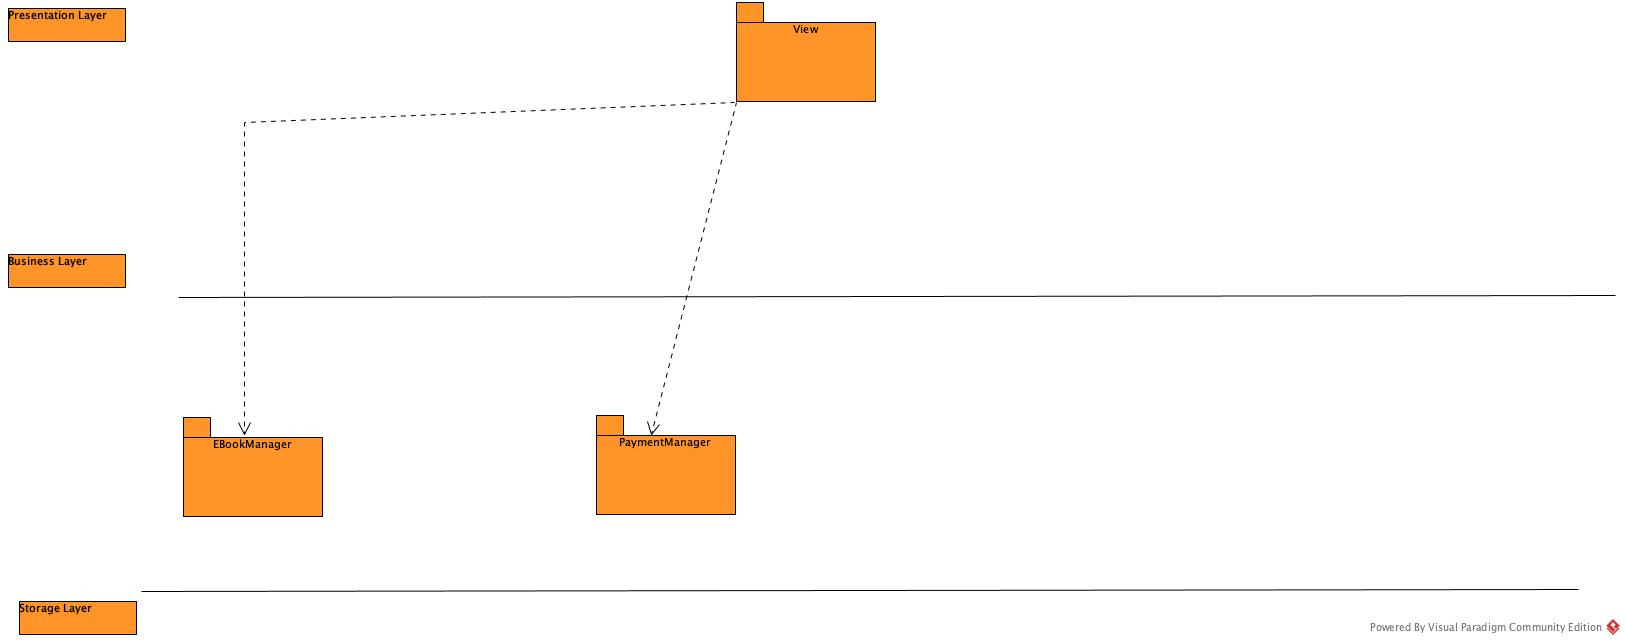 Presentation Layer
View
Business Layer
EBookManager
PaymentManager
Storage Layer
Powered By Visual Paradigm Community Edition